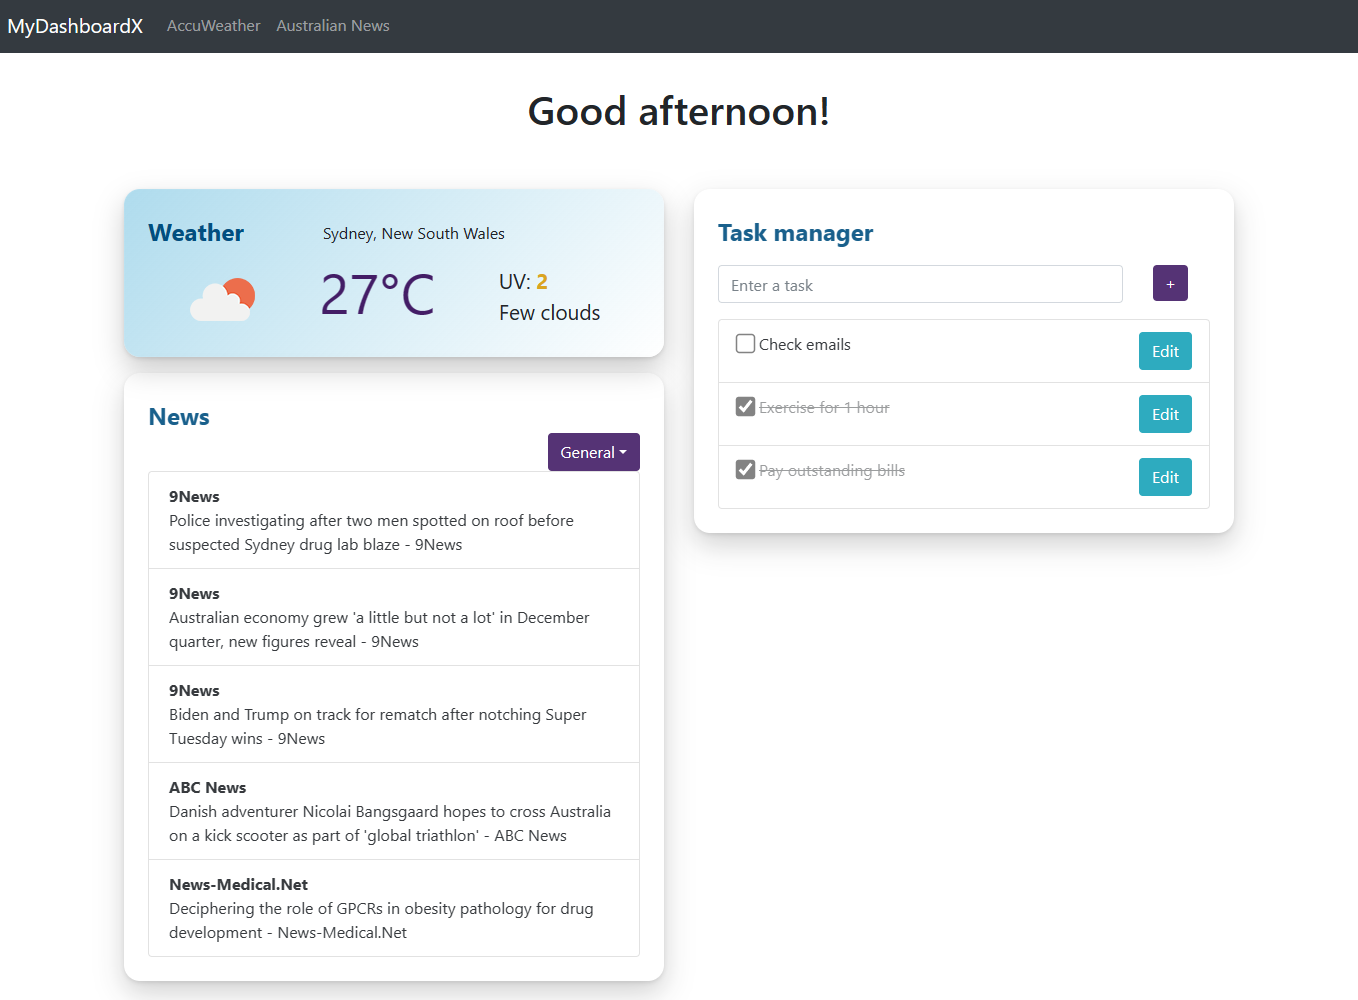 MyDashboardX AccuWeather Australian News
Good afternoon!
Weather
Sydney, New South Wales
27°C
UV: 2
Few clouds
News
General
9News
Police investigating after two men spotted on roof before
suspected Sydney drug lab blaze - 9News
9News
Australian economy grew 'a little but not a lot' in December
quarter, new figures reveal - 9News
9News
Biden and Trump on track for rematch after notching Super
Tuesday wins - 9News
ABC News
Danish adventurer Nicolai Bangsgaard hopes to cross Australia
on a kick scooter as part of 'global triathlon' - ABC News
News-Medical.Net
Deciphering the role of GPCRs in obesity pathology for drug
development - News-Medical.Net
Task manager
Enter a task
+
Check emails
Edit
Exercise for 1 hour
Edit
Pay outstanding bills
Edit